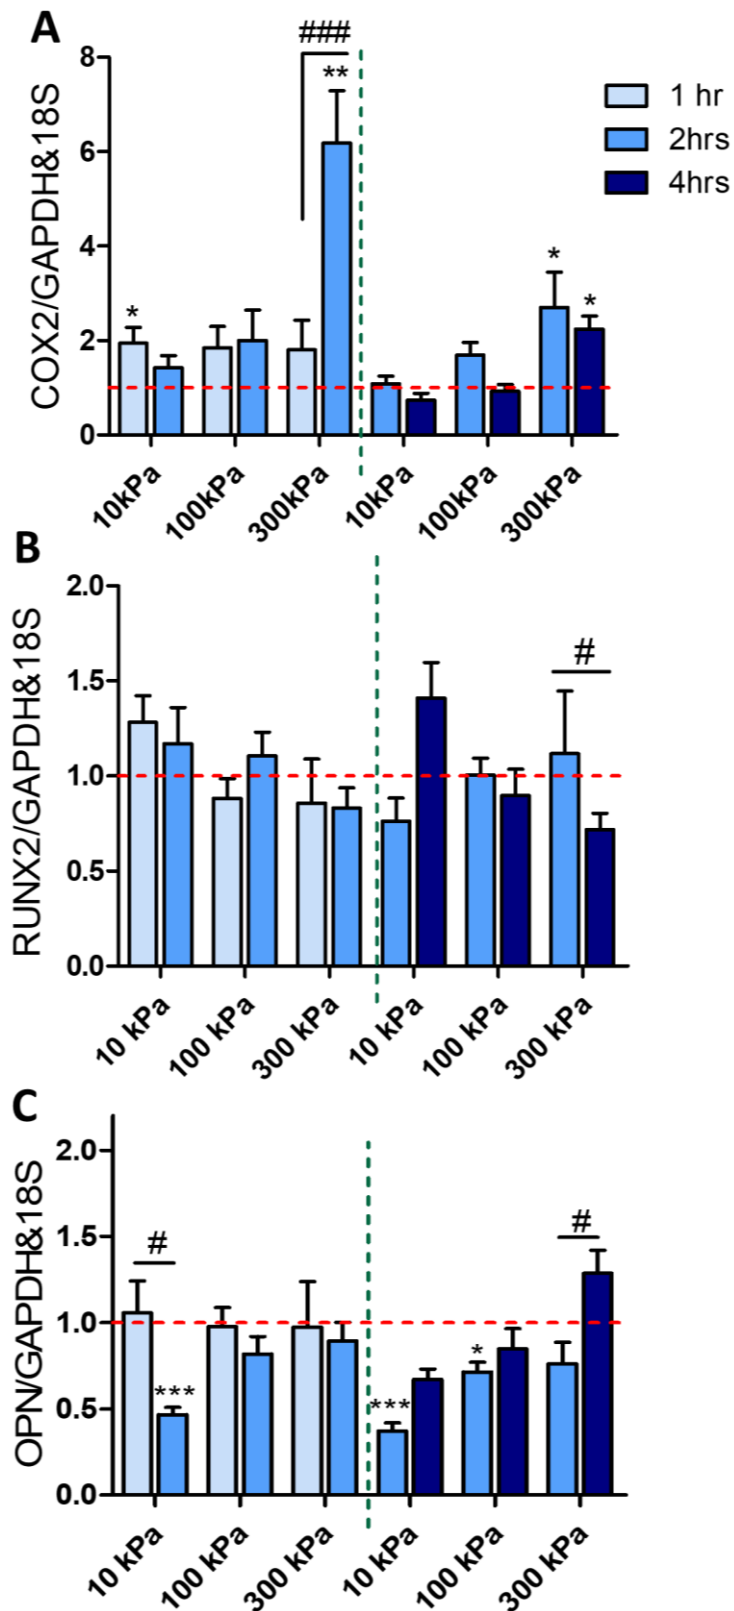 A
###
**
8
6
4
2
0
COX2/GAPDH&18S
*
*
*
1 hr
2hrs
4hrs
10kPa
100kPa
300kPa
10kPa
100kPa
300kPa
B
2.0
1.5
1.0
0.5
0.0
RUNX2/GAPDH&18S
#
10 kPa
100 kPa
300 kPa
10 kPa
100 kPa
300 kPa
C
2.0
1.5
1.0
0.5
0.0
OPN/GAPDH&18S
#
***
***
*
#
10 kPa
100 kPa
300 kPa
10 kPa
100 kPa
300 kPa